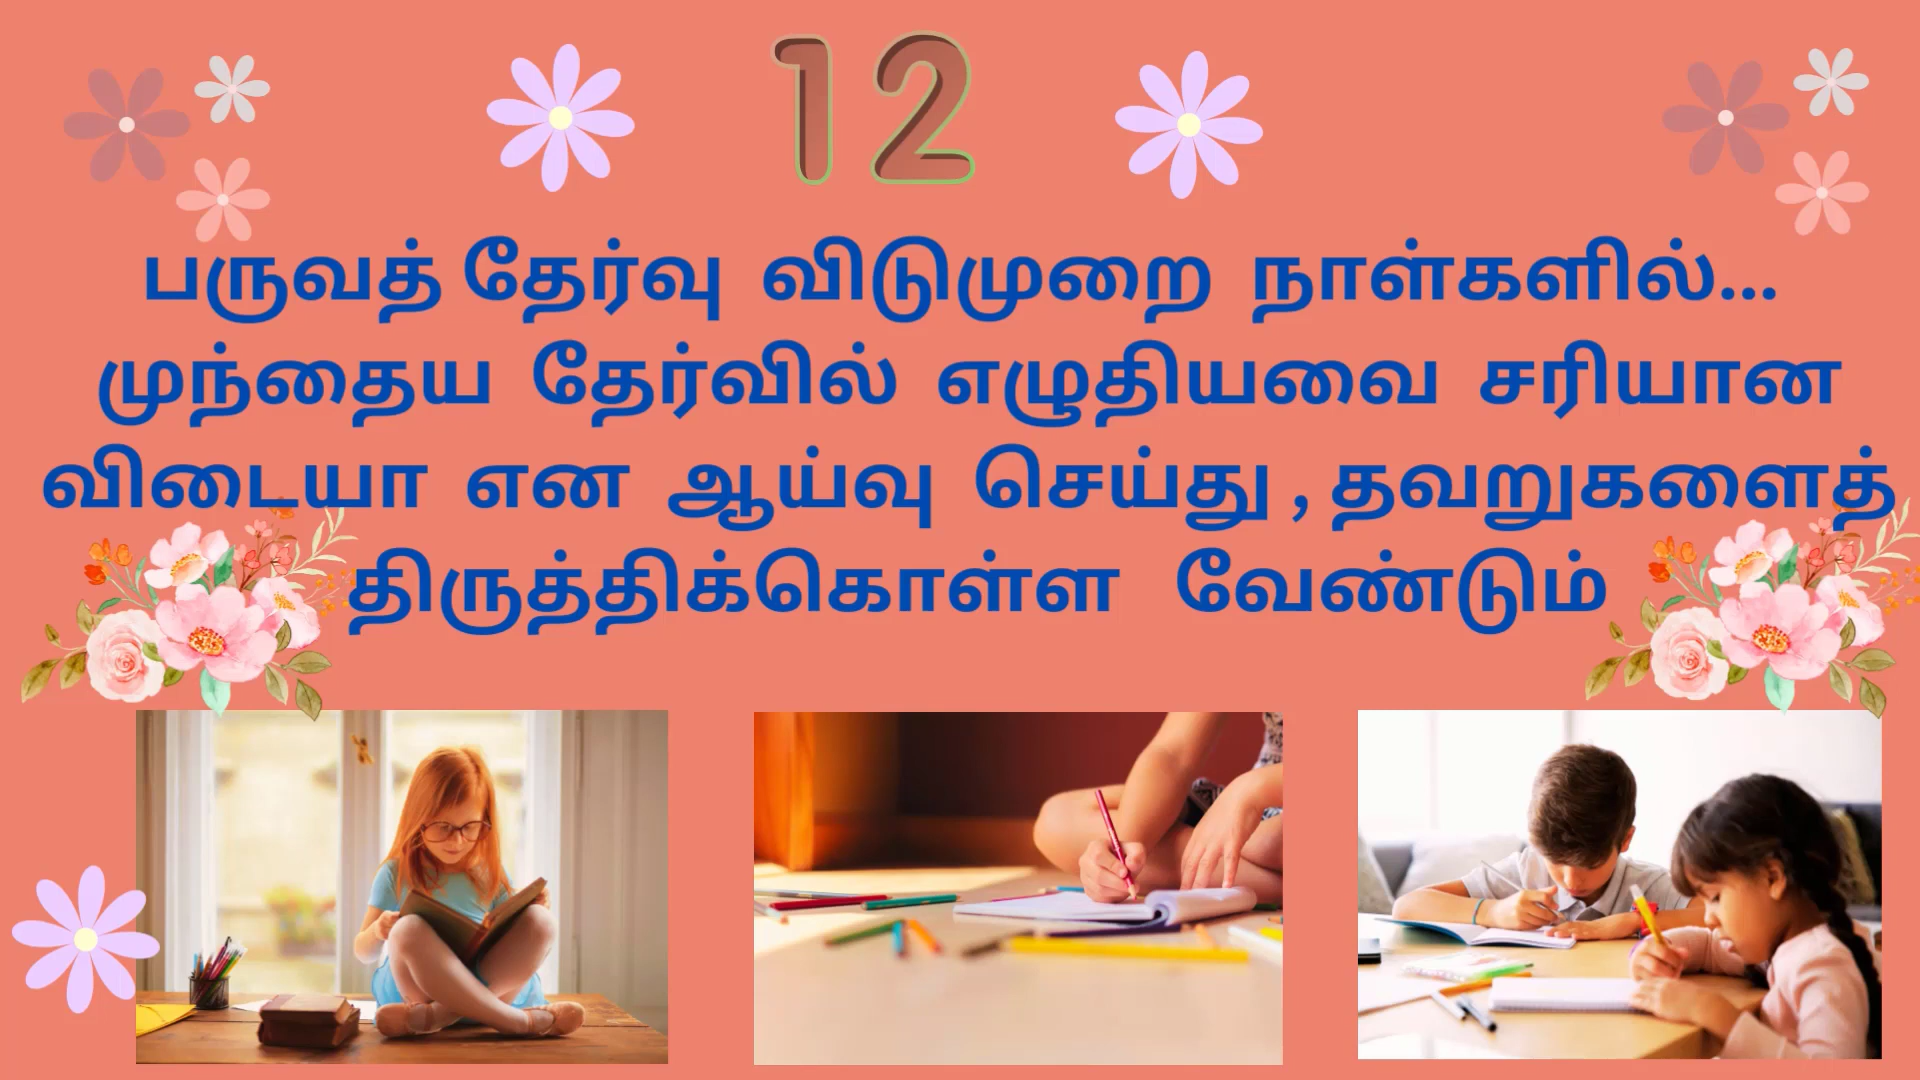 12
பருவத் தேர்வு விடுமுறை நாள்களில்...
முந்தைய தேர்வில் எழுதியவை சரியான
விடையா என ஆய்வு செய்து , தவறுகளைத்
திருத்திக்கொள்ள வேண்டும்